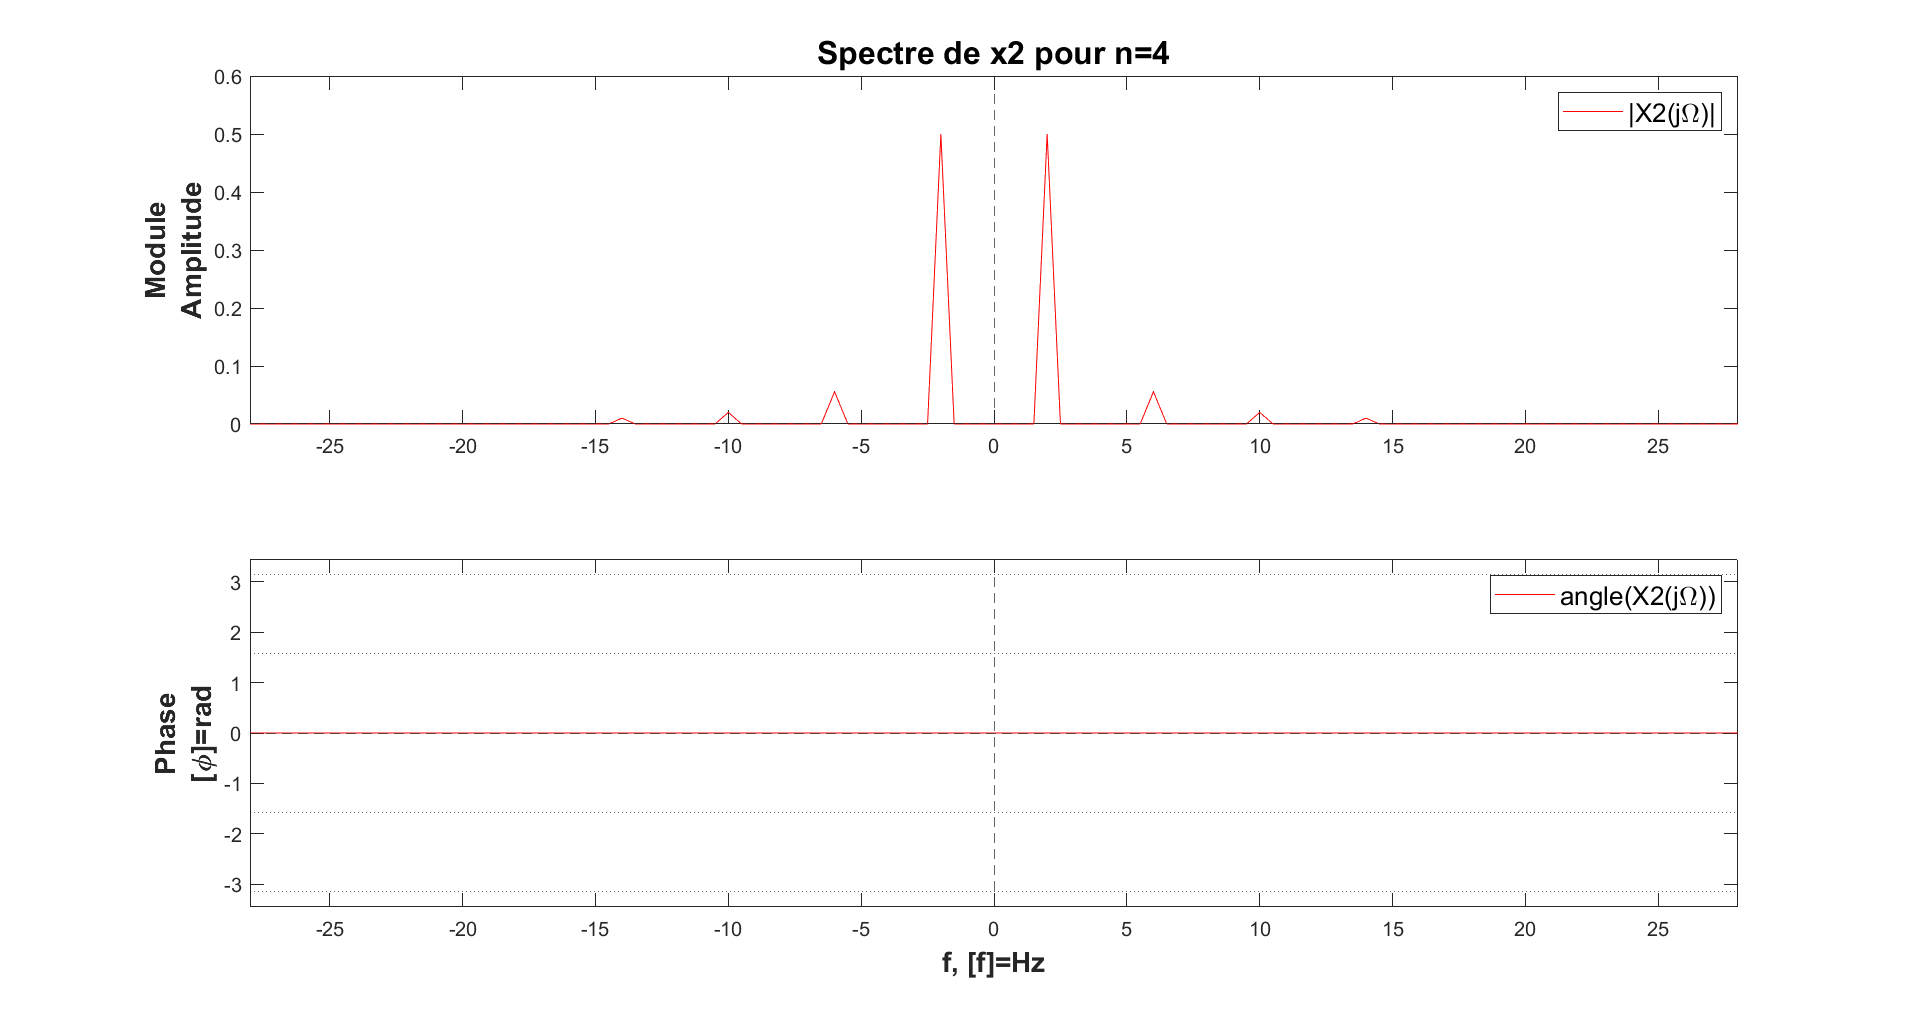 Spectre de x2 pour n=4
0.6
0.5
0.4
0.3
0.2
0.1
0
Module
Amplitude
|X2(jΩ)|
-25 -20 -15 -10 -5 0 5 10 15 20 25
3
2
1
0
-1
-2
-3
Phase
[ϕ]=rad
angle(X2(jΩ))
-25 -20 -15 -10 -5 0 5 10 15 20 25
f, [f]=Hz